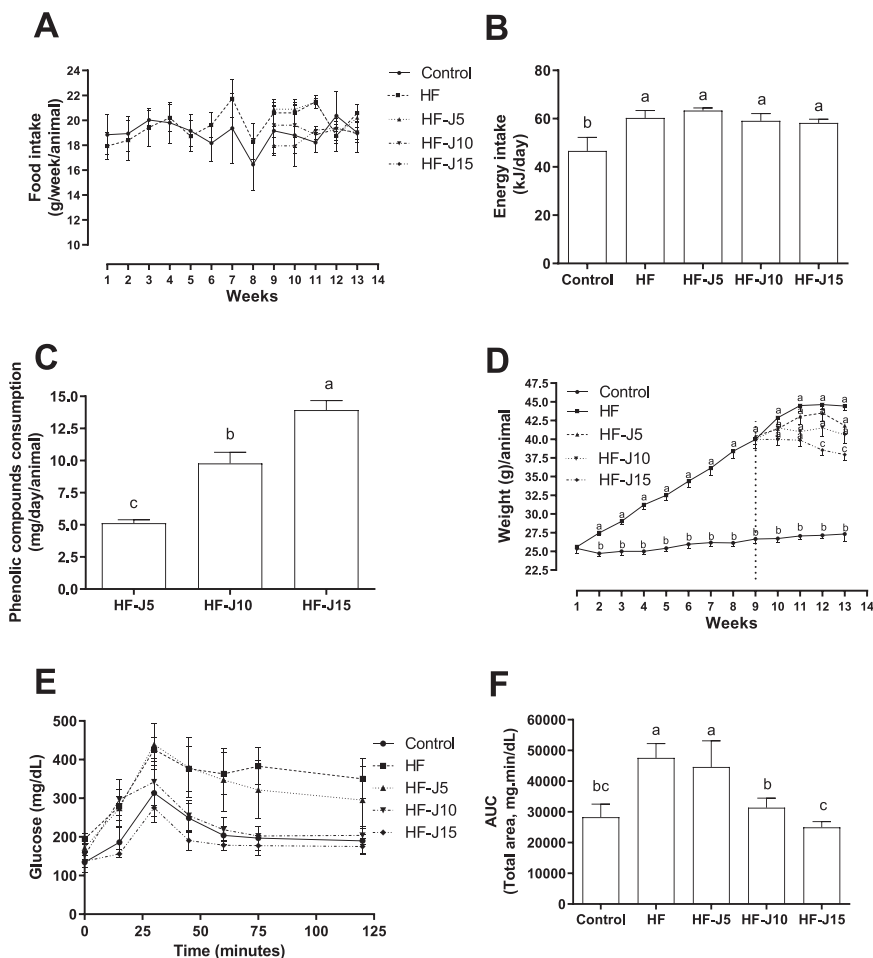 A
Food intake
(g/week/animal)
24
22
20
18
16
14
12
10
1 2 3 4 5 6 7 8 9 10 11 12 13 14
Weeks
Control
HF
HF-J5
HF-J10
HF-J15
B
Energy intake
(kJ/day)
80
60
40
20
0
b a a a a
Control HF HF-J5 HF-J10 HF-J15
C
Phenolic compounds consumption
(mg/day/animal)
15.0
12.5
10.0
7.5
5.0
2.5
0.0
c b a
HF-J5 HF-J10 HF-J15
D
Weight (g)/animal
47.5
45.0
42.5
40.0
37.5
35.0
32.5
30.0
27.5
25.0
22.5
Control
HF
HF-J5
HF-J10
HF-J15
a a a a a a a a a a a a
a a a a
a a a
a a c c
b b b b b b b b b b b b
1 2 3 4 5 6 7 8 9 10 11 12 13 14
Weeks
E
Glucose (mg/dL)
500
400
300
200
100
0
0 25 50 75 100 125
Time (minutes)
Control
HF
HF-J5
HF-J10
HF-J15
F
AUC
(Total area, mg.min/dL)
60000
50000
40000
30000
20000
10000
0
bc a a b c
Control HF HF-J5 HF-J10 HF-J15